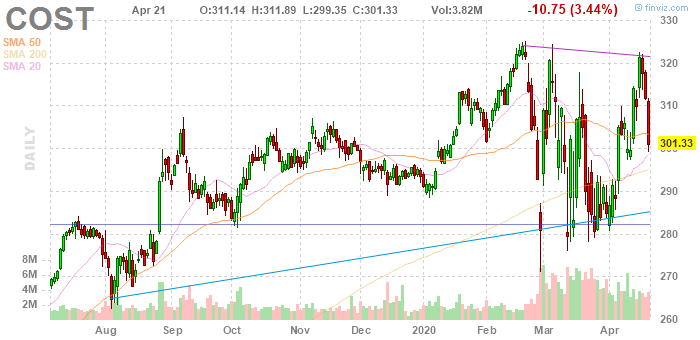 COST Apr 21 O:311.14 H:311.89 L:299.35 C:301.33 Vol:3.82M -10.75 (3.44%) © finviz.com
SMA 50
SMA 200
SMA 20
DAILY
330
320
310
301.33
300
290
280
270
260
8M
6M
4M
2M
Aug Sep Oct Nov Dec 2020 Feb Mar Apr